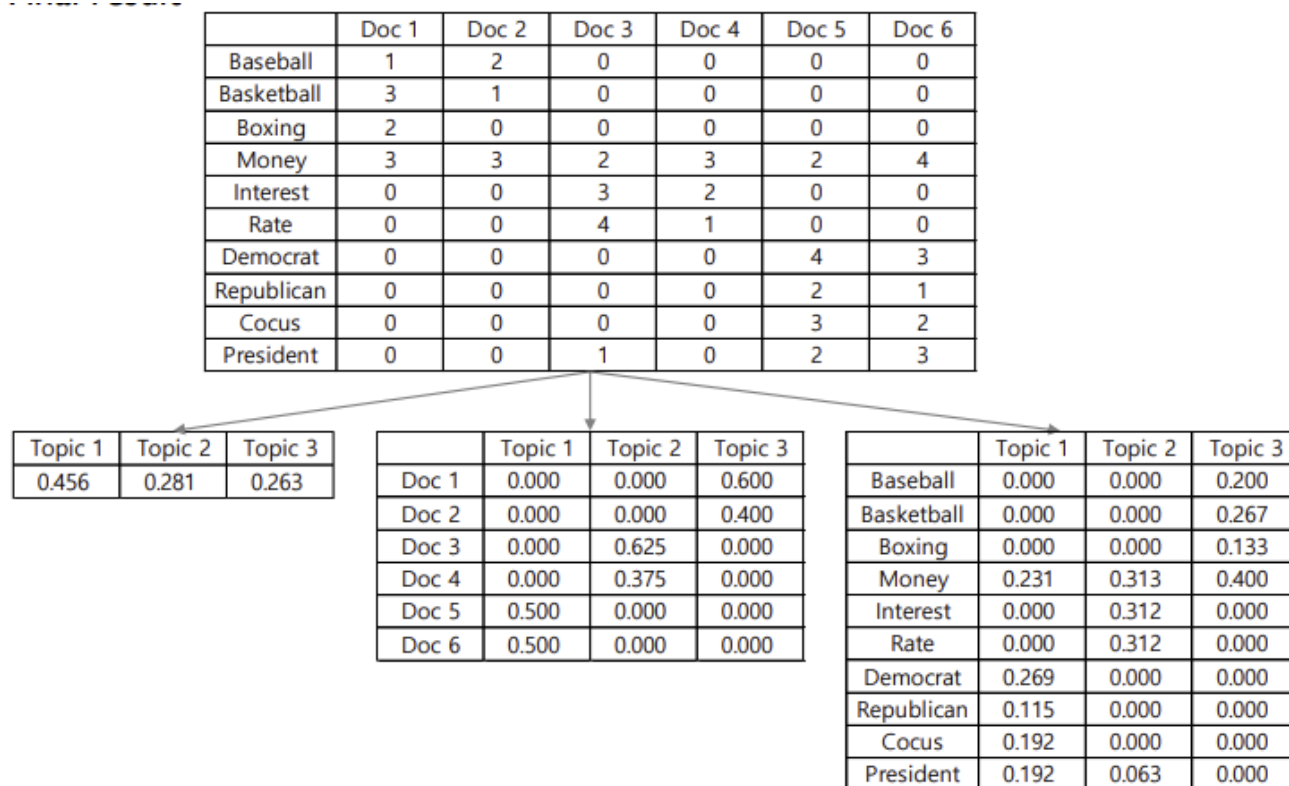 Doc 1 Doc 2 Doc 3 Doc 4 Doc 5 Doc 6
Baseball 1 2 0 0 0 0
Basketball 3 1 0 0 0 0
Boxing 2 0 0 0 0 0
Money 3 3 2 3 2 4
Interest 0 0 3 2 0 0
Rate 0 0 4 1 0 0
Democrat 0 0 0 0 4 3
Republican 0 0 0 0 2 1
Cocus 0 0 0 0 3 2
President 0 0 1 0 2 3
Topic 1 Topic 2 Topic 3
0.456 0.281 0.263
Topic 1 Topic 2 Topic 3
Doc 1 0.000 0.000 0.600
Doc 2 0.000 0.000 0.400
Doc 3 0.000 0.625 0.000
Doc 4 0.000 0.375 0.000
Doc 5 0.500 0.000 0.000
Doc 6 0.500 0.000 0.000
Topic 1 Topic 2 Topic 3
Baseball 0.000 0.000 0.200
Basketball 0.000 0.000 0.267
Boxing 0.000 0.000 0.133
Money 0.231 0.313 0.400
Interest 0.000 0.312 0.000
Rate 0.000 0.312 0.000
Democrat 0.269 0.000 0.000
Republican 0.115 0.000 0.000
Cocus 0.192 0.000 0.000
President 0.192 0.063 0.000